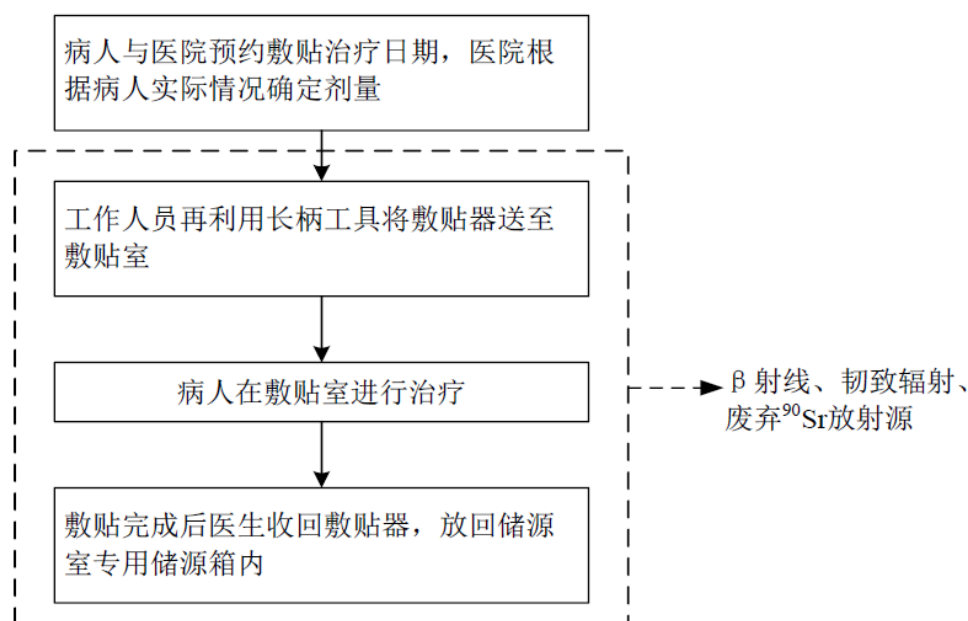 病人与医院预约敷贴治疗日期，医院根
据病人实际情况确定剂量
工作人员再利用长柄工具将敷贴器送至
敷贴室
病人在敷贴室进行治疗
β射线、韧致辐射、
废弃⁹⁰Sr放射源
敷贴完成后医生收回敷贴器，放回储源
室专用储源箱内